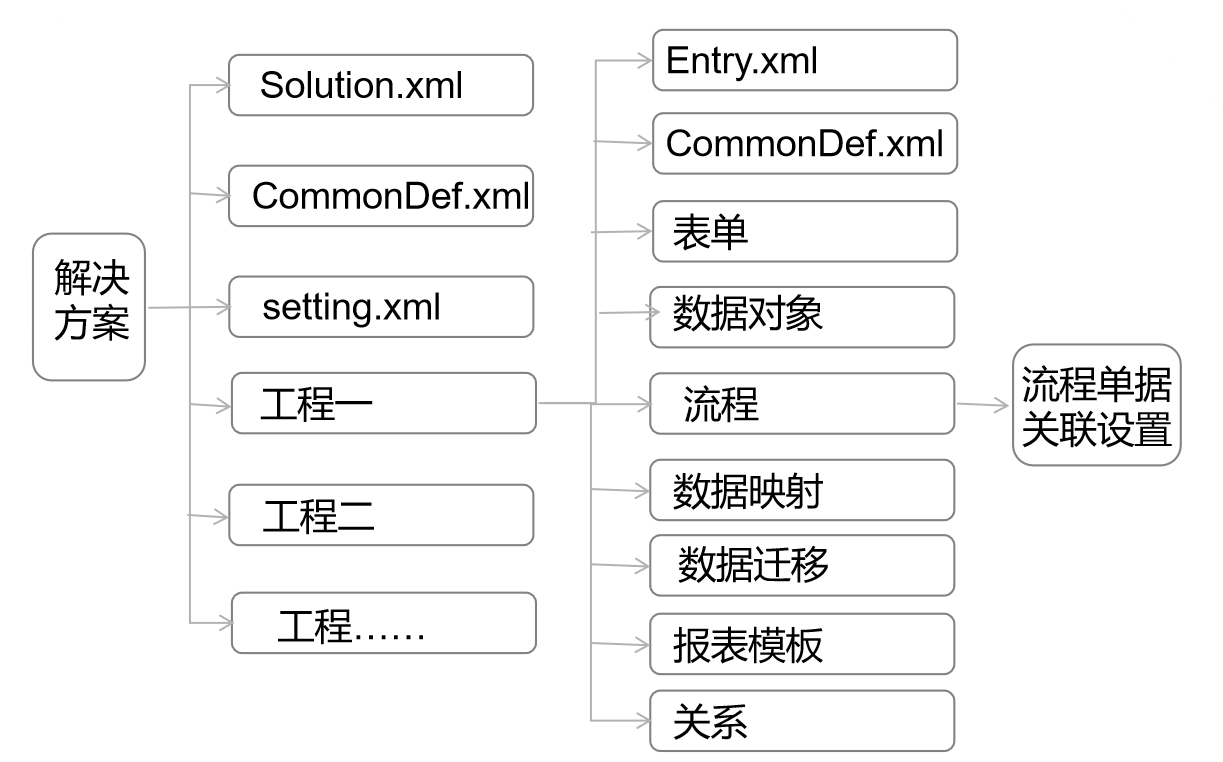 解决
方案
Solution.xml
CommonDef.xml
setting.xml
工程一
工程二
工程……
Entry.xml
CommonDef.xml
表单
数据对象
流程
数据映射
数据迁移
报表模板
关系
流程单据
关联设置